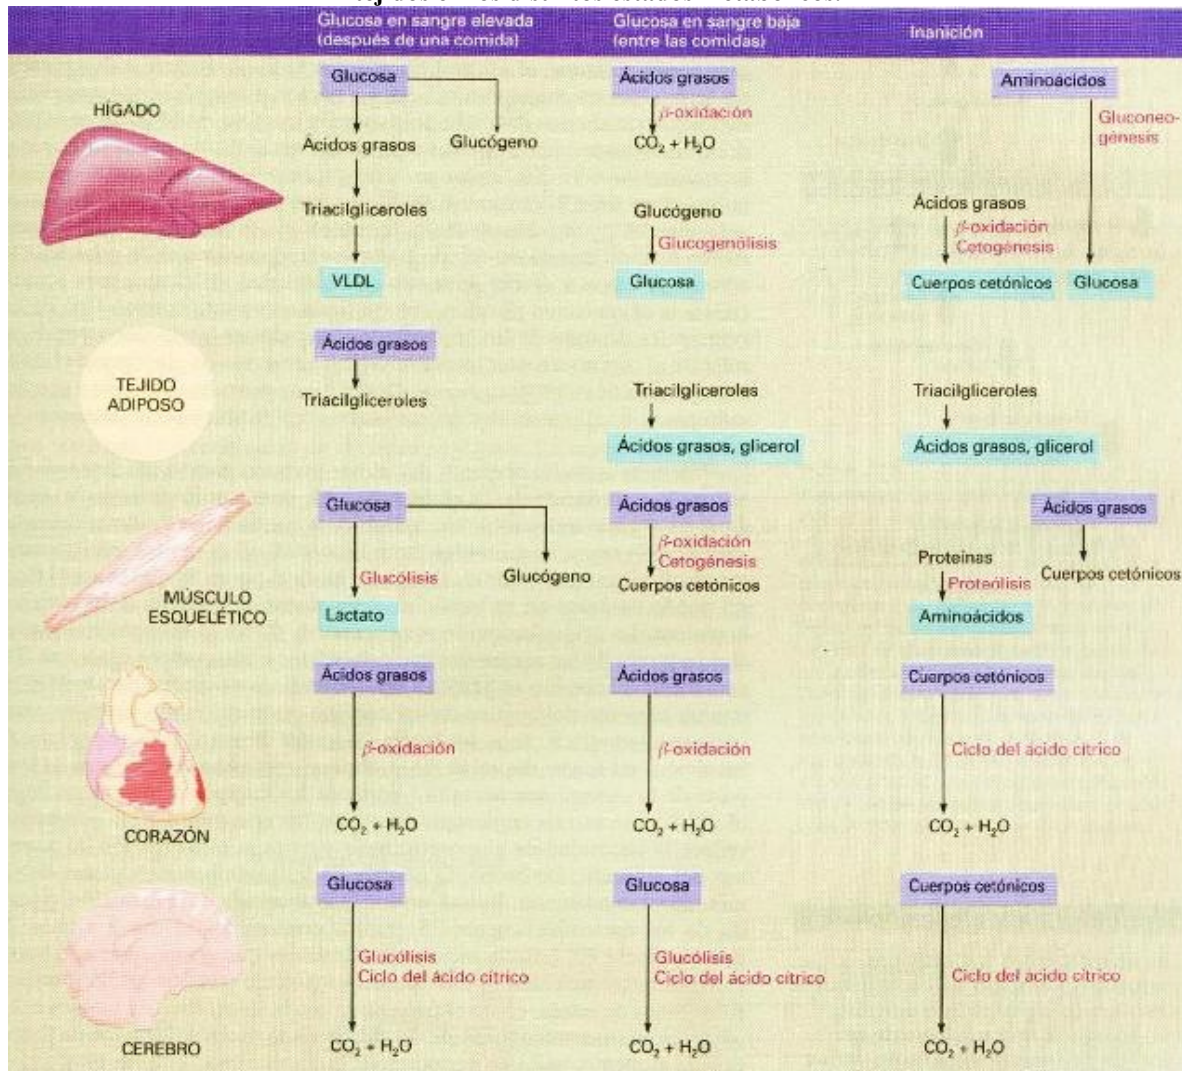 Glucosa en sangre elevada
(después de una comida)
Glucosa en sangre baja
(entre las comidas)
Inanición
HÍGADO
Glucosa
Ácidos grasos
Glucógeno
Triacilgliceroles
VLDL
Ácidos grasos
β-oxidación
CO₂ + H₂O
Glucógeno
Glucogenólisis
Glucosa
Aminoácidos
Gluconeo-
génesis
Ácidos grasos
β-oxidación
Cetogénesis
Cuerpos cetónicos
Glucosa
TEJIDO
ADIPOSO
Ácidos grasos
Triacilgliceroles
Triacilgliceroles
Ácidos grasos, glicerol
Triacilgliceroles
Ácidos grasos, glicerol
MÚSCULO
ESQUELÉTICO
Glucosa
Glucólisis
Glucógeno
Lactato
Ácidos grasos
β-oxidación
Cetogénesis
Cuerpos cetónicos
Proteínas
Proteólisis
Aminoácidos
Ácidos grasos
Cuerpos cetónicos
CORAZÓN
Ácidos grasos
β-oxidación
CO₂ + H₂O
Ácidos grasos
β-oxidación
CO₂ + H₂O
Cuerpos cetónicos
Ciclo del ácido cítrico
CO₂ + H₂O
CEREBRO
Glucosa
Glucólisis
Ciclo del ácido cítrico
CO₂ + H₂O
Glucosa
Glucólisis
Ciclo del ácido cítrico
CO₂ + H₂O
Cuerpos cetónicos
Ciclo del acido cítrico
CO₂ + H₂O